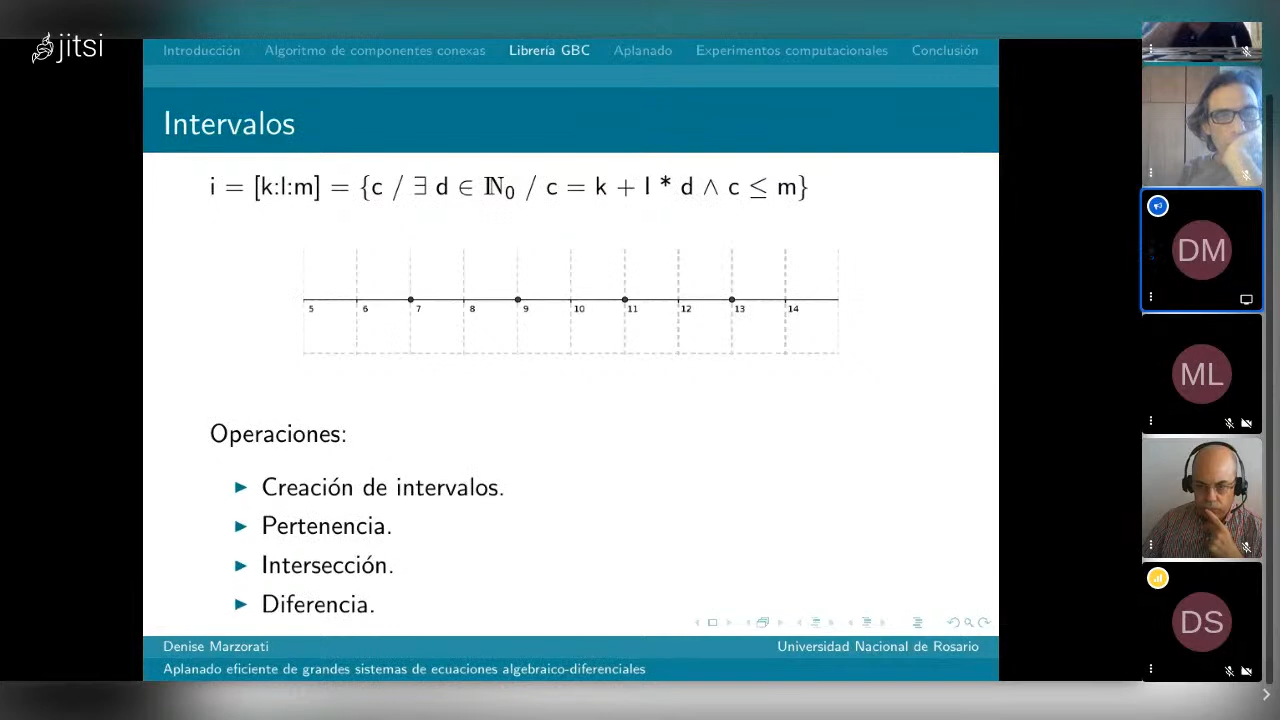 jitsi
Introducción Algoritmo de componentes conexas Librería GBC Aplanado Experimentos computacionales Conclusión
Intervalos
i = [k:l:m] = {c / ∃ d ∈ ℕ₀ / c = k + l * d ∧ c ≤ m}
5 6 7 8 9 10 11 12 13 14
Operaciones:
Creación de intervalos.
Pertenencia.
Intersección.
Diferencia.
Denise Marzorati Universidad Nacional de Rosario
Aplanado eficiente de grandes sistemas de ecuaciones algebraico-diferenciales
DM
ML
DS